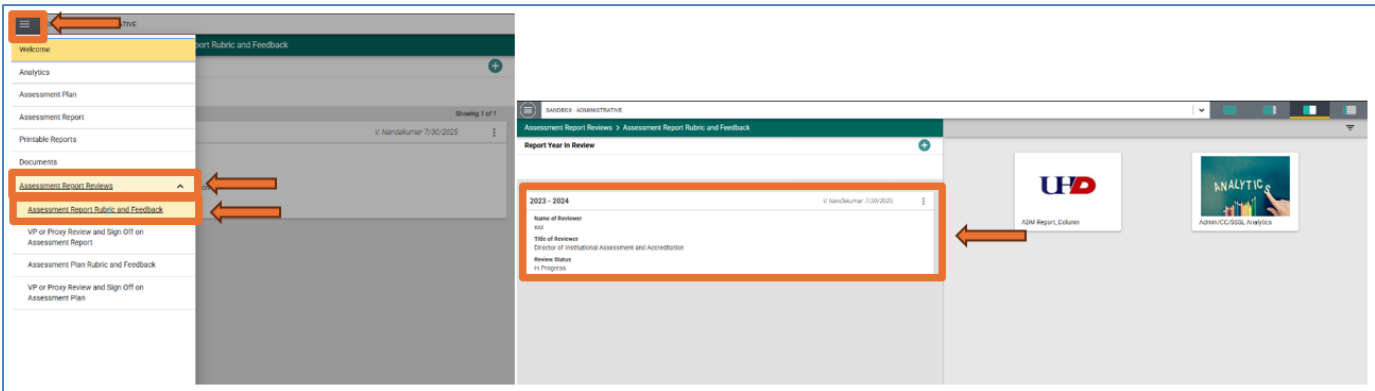 ATIVE
Welcome
port Rubric and Feedback
Analytics
Assessment Plan
Assessment Report
Showing 1 of 1
Printable Reports
V. Nandakumar 7/30/2025
Documents
Assessment Report Reviews
Assessment Report Rubric and Feedback
VP or Proxy Review and Sign Off on
Assessment Report
Assessment Plan Rubric and Feedback
VP or Proxy Review and Sign Off on
Assessment Plan
SANDBOX - ADMINISTRATIVE
Assessment Report Reviews > Assessment Report Rubric and Feedback
Report Year in Review
2023 - 2024
V. Nandakumar 7/30/2025
Name of Reviewer
XXX
Title of Reviewer
Director of Institutional Assessment and Accreditation
Review Status
In Progress
UHD
ADM Report_Column
ANALYTICS
Admin/CC/SSSL Analytics